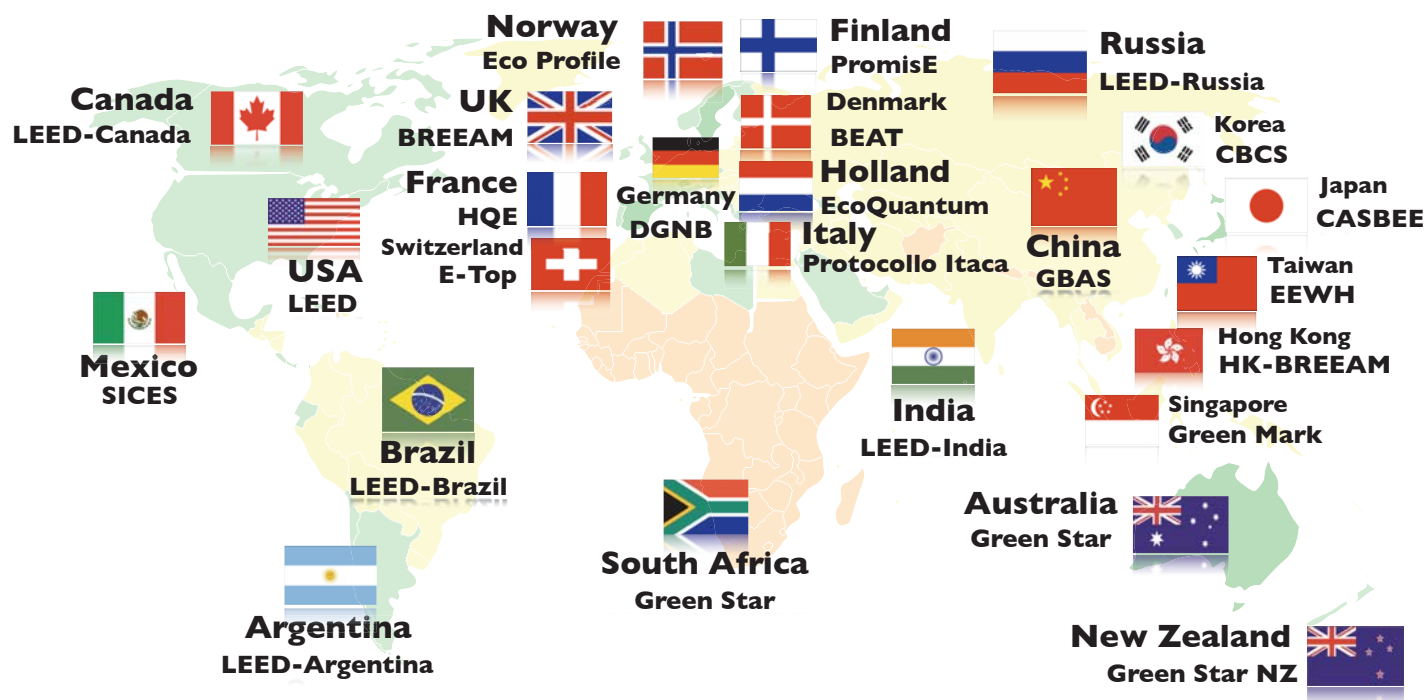 Norway
Eco Profile
Finland
PromisE
Russia
LEED-Russia
Canada
LEED-Canada
UK
BREEAM
Denmark
BEAT
Korea
CBCS
France
HQE
Germany
DGNB
Holland
EcoQuantum
Japan
CASBEE
Switzerland
E-Top
Italy
Protocollo Itaca
China
GBAS
USA
LEED
Taiwan
EEWH
Mexico
SICES
Hong Kong
HK-BREEAM
Brazil
LEED-Brazil
India
LEED-India
Singapore
Green Mark
South Africa
Green Star
Australia
Green Star
Argentina
LEED-Argentina
New Zealand
Green Star NZ